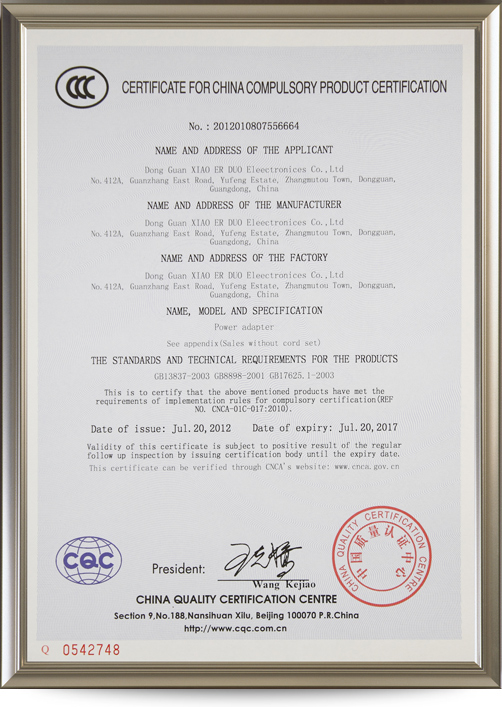 CCC
CERTIFICATE FOR CHINA COMPULSORY PRODUCT CERTIFICATION
No.: 2012010807556664
NAME AND ADDRESS OF THE APPLICANT
Dong Guan XIAO ER DUO Eleectronices Co.,Ltd
No.412A, Guanzhang East Road, Yufeng Estate, Zhangmutou Town, Dongguan,
Guangdong, China
NAME AND ADDRESS OF THE MANUFACTURER
Dong Guan XIAO ER DUO Eleectronices Co.,Ltd
No.412A, Guanzhang East Road, Yufeng Estate, Zhangmutou Town, Dongguan,
Guangdong, China
NAME AND ADDRESS OF THE FACTORY
Dong Guan XIAO ER DUO Eleectronices Co.,Ltd
No.412A, Guanzhang East Road, Yufeng Estate, Zhangmutou Town, Dongguan,
Guangdong, China
NAME, MODEL AND SPECIFICATION
Power adapter
See appendix(Sales without cord set)
THE STANDARDS AND TECHNICAL REQUIREMENTS FOR THE PRODUCTS
GB13837-2003 GB8898-2001 GB17625.1-2003
This is to certify that the above mentioned products have met the
requirements of implementation rules for compulsory certification(REF
NO. CNCA-01C-017:2010).
Date of issue: Jul.20,2012 Date of expiry: Jul.20,2017
Validity of this certificate is subject to positive result of the regular
follow up inspection by issuing certification body until the expiry date.
This certificate can be verified through CNCA's website: www.cnca.gov.cn
CHINA QUALITY CERTIFICATION CENTRE
中国质量认证中心
CQC
President:
Wang Kejiao
CHINA QUALITY CERTIFICATION CENTRE
Section 9,No.188,Nansihuan Xilu, Beijing 100070 P.R.China
http://www.cqc.com.cn
Q 0542748